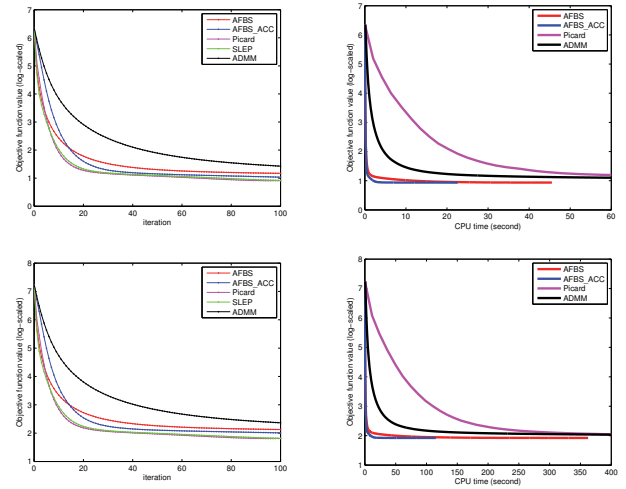 Objective function value (log-scaled)
7
6
5
4
3
2
1
0
0 20 40 60 80 100
iteration
AFBS
AFBS_ACC
Picard
SLEP
ADMM
Objective function value (log-scaled)
7
6
5
4
3
2
1
0
0 10 20 30 40 50 60
CPU time (second)
AFBS
AFBS_ACC
Picard
ADMM
Objective function value (log-scaled)
8
7
6
5
4
3
2
1
0 20 40 60 80 100
iteration
AFBS
AFBS_ACC
Picard
SLEP
ADMM
Objective function value (log-scaled)
8
7
6
5
4
3
2
1
0 50 100 150 200 250 300 350 400
CPU time (second)
AFBS
AFBS_ACC
Picard
ADMM